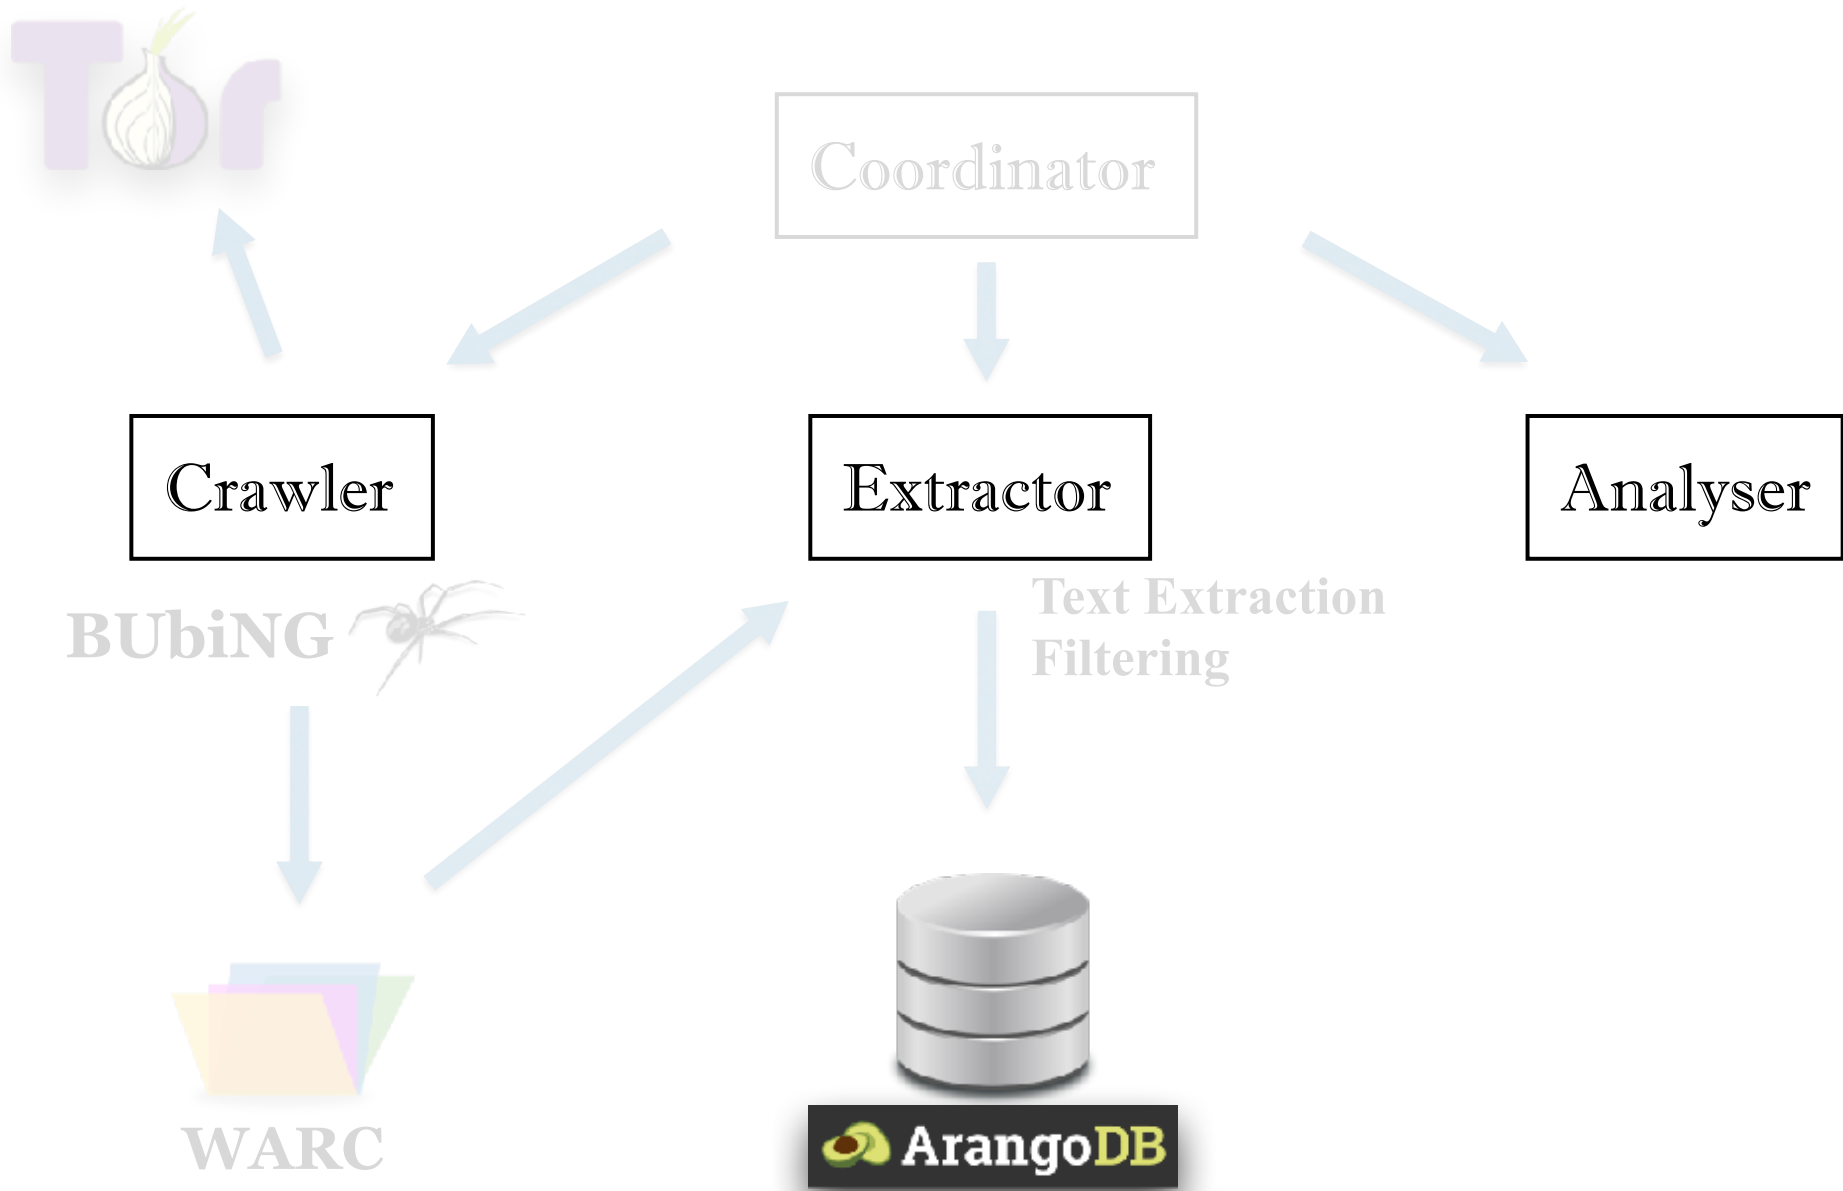 Tor
Coordinator
Crawler
Extractor
Analyser
BUbiNG
Text Extraction
Filtering
WARC
ArangoDB